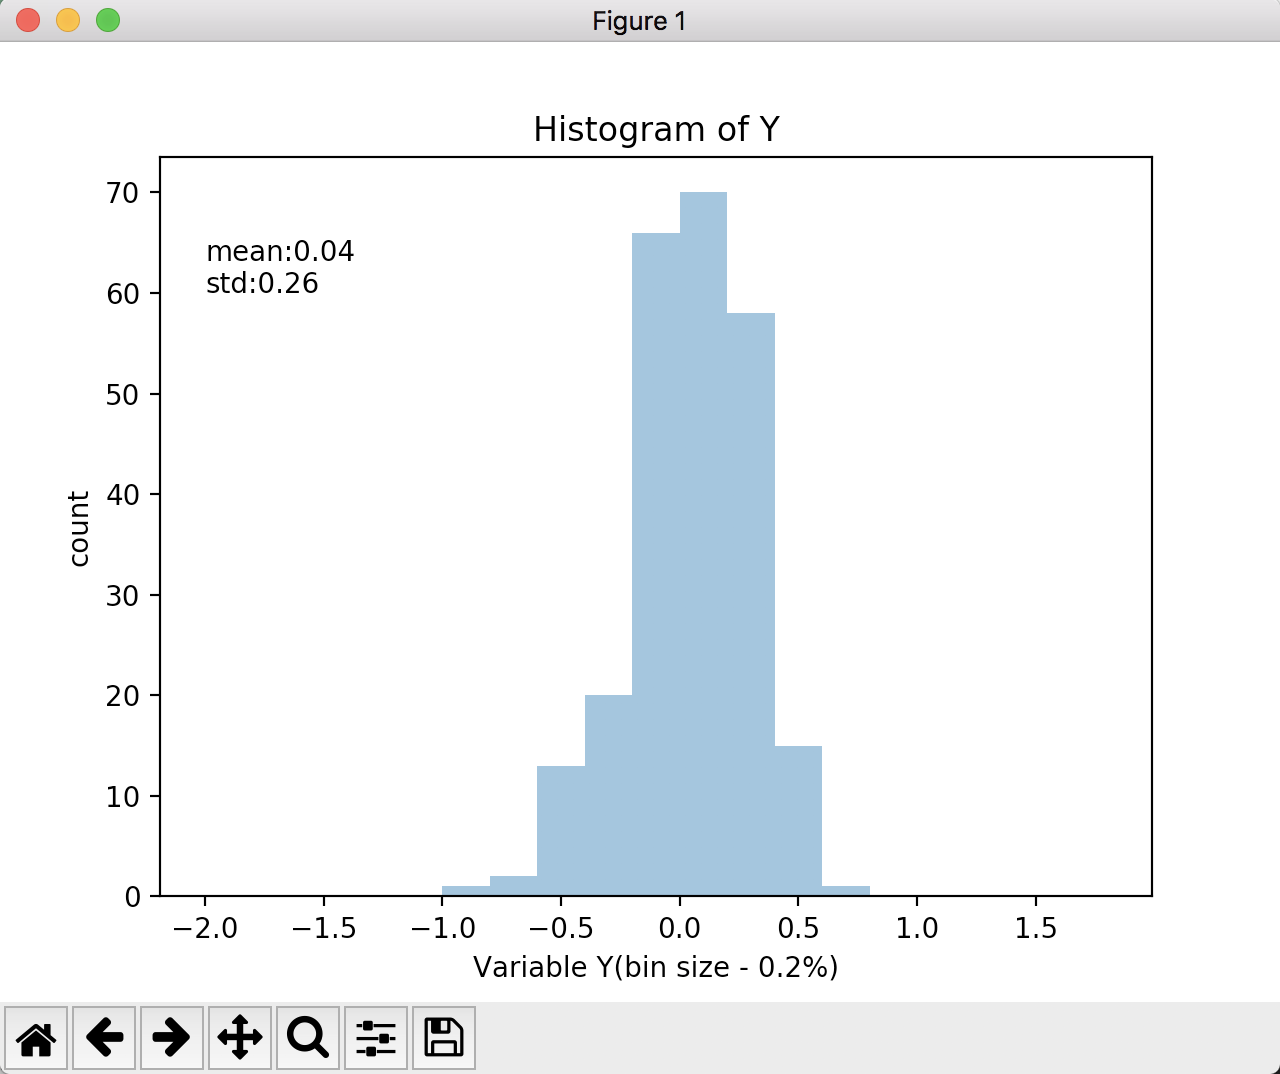 Figure 1
Histogram of Y
mean:0.04
std:0.26
70
60
50
40
30
20
10
0
count
−2.0 −1.5 −1.0 −0.5 0.0 0.5 1.0 1.5
Variable Y(bin size - 0.2%)